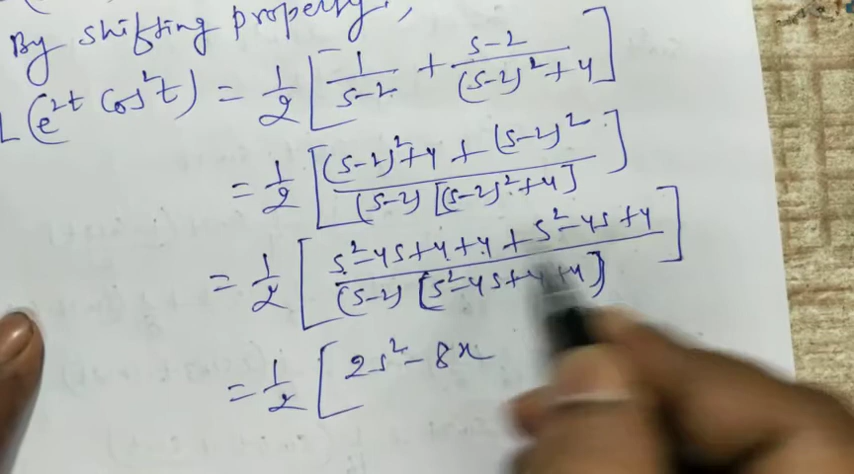 By shifting property,
L(e^2t cos^2 t) = 1/2 [1/(s-2) + (s-2)/((s-2)^2+4)]
= 1/2 [((s-2)^2+4+(s-2)^2)/((s-2)[(s-2)^2+4])]
= 1/2 [(s^2-4s+4+4+s^2-4s+4)/((s-2)[s^2-4s+4+4])]
= 1/2 [2s^2-8x